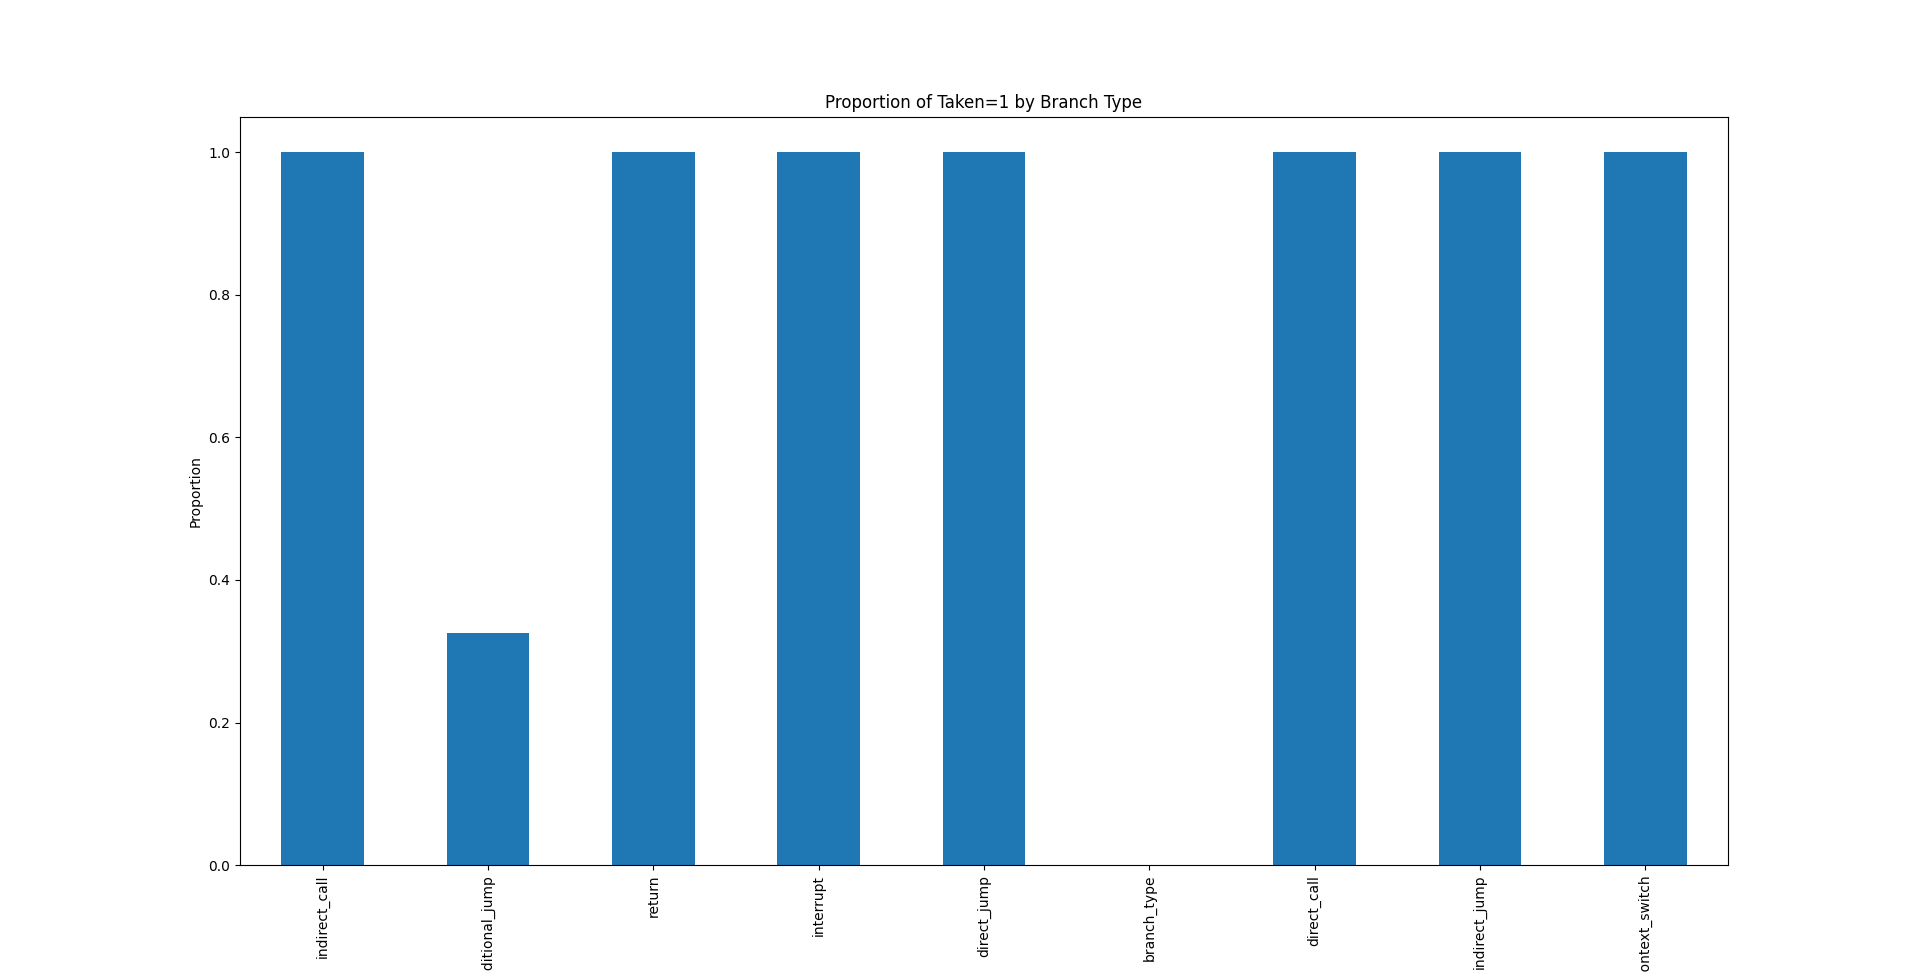 Proportion of Taken=1 by Branch Type
1.0
0.8
0.6
0.4
0.2
0.0
Proportion
indirect_call
ditional_jump
return
interrupt
direct_jump
branch_type
direct_call
indirect_jump
ontext_switch